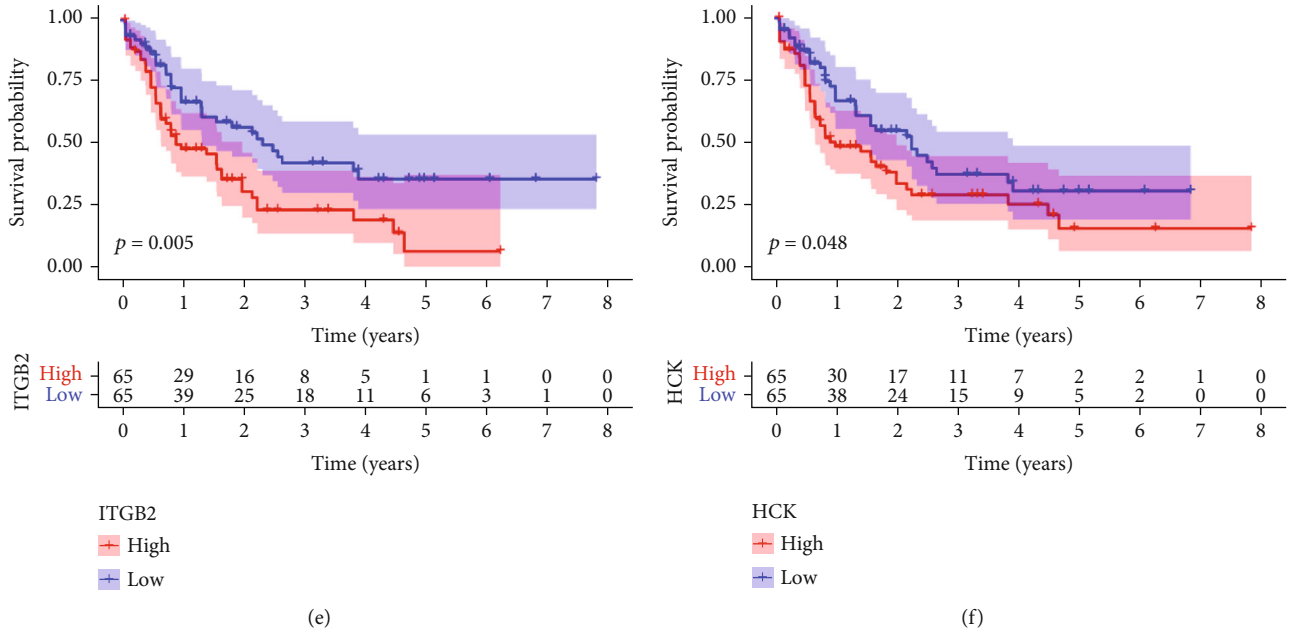 1.00
0.75
0.50
0.25
0.00
Survival probability
p = 0.005
0 1 2 3 4 5 6 7 8
Time (years)
ITGB2
High 65 29 16 8 5 1 1 0 0
Low 65 39 25 18 11 6 3 1 0
0 1 2 3 4 5 6 7 8
Time (years)
ITGB2
High
Low
(e)
1.00
0.75
0.50
0.25
0.00
Survival probability
p = 0.048
0 1 2 3 4 5 6 7 8
Time (years)
HCK
High 65 30 17 11 7 2 2 1 0
Low 65 38 24 15 9 5 2 0 0
0 1 2 3 4 5 6 7 8
Time (years)
HCK
High
Low
(f)